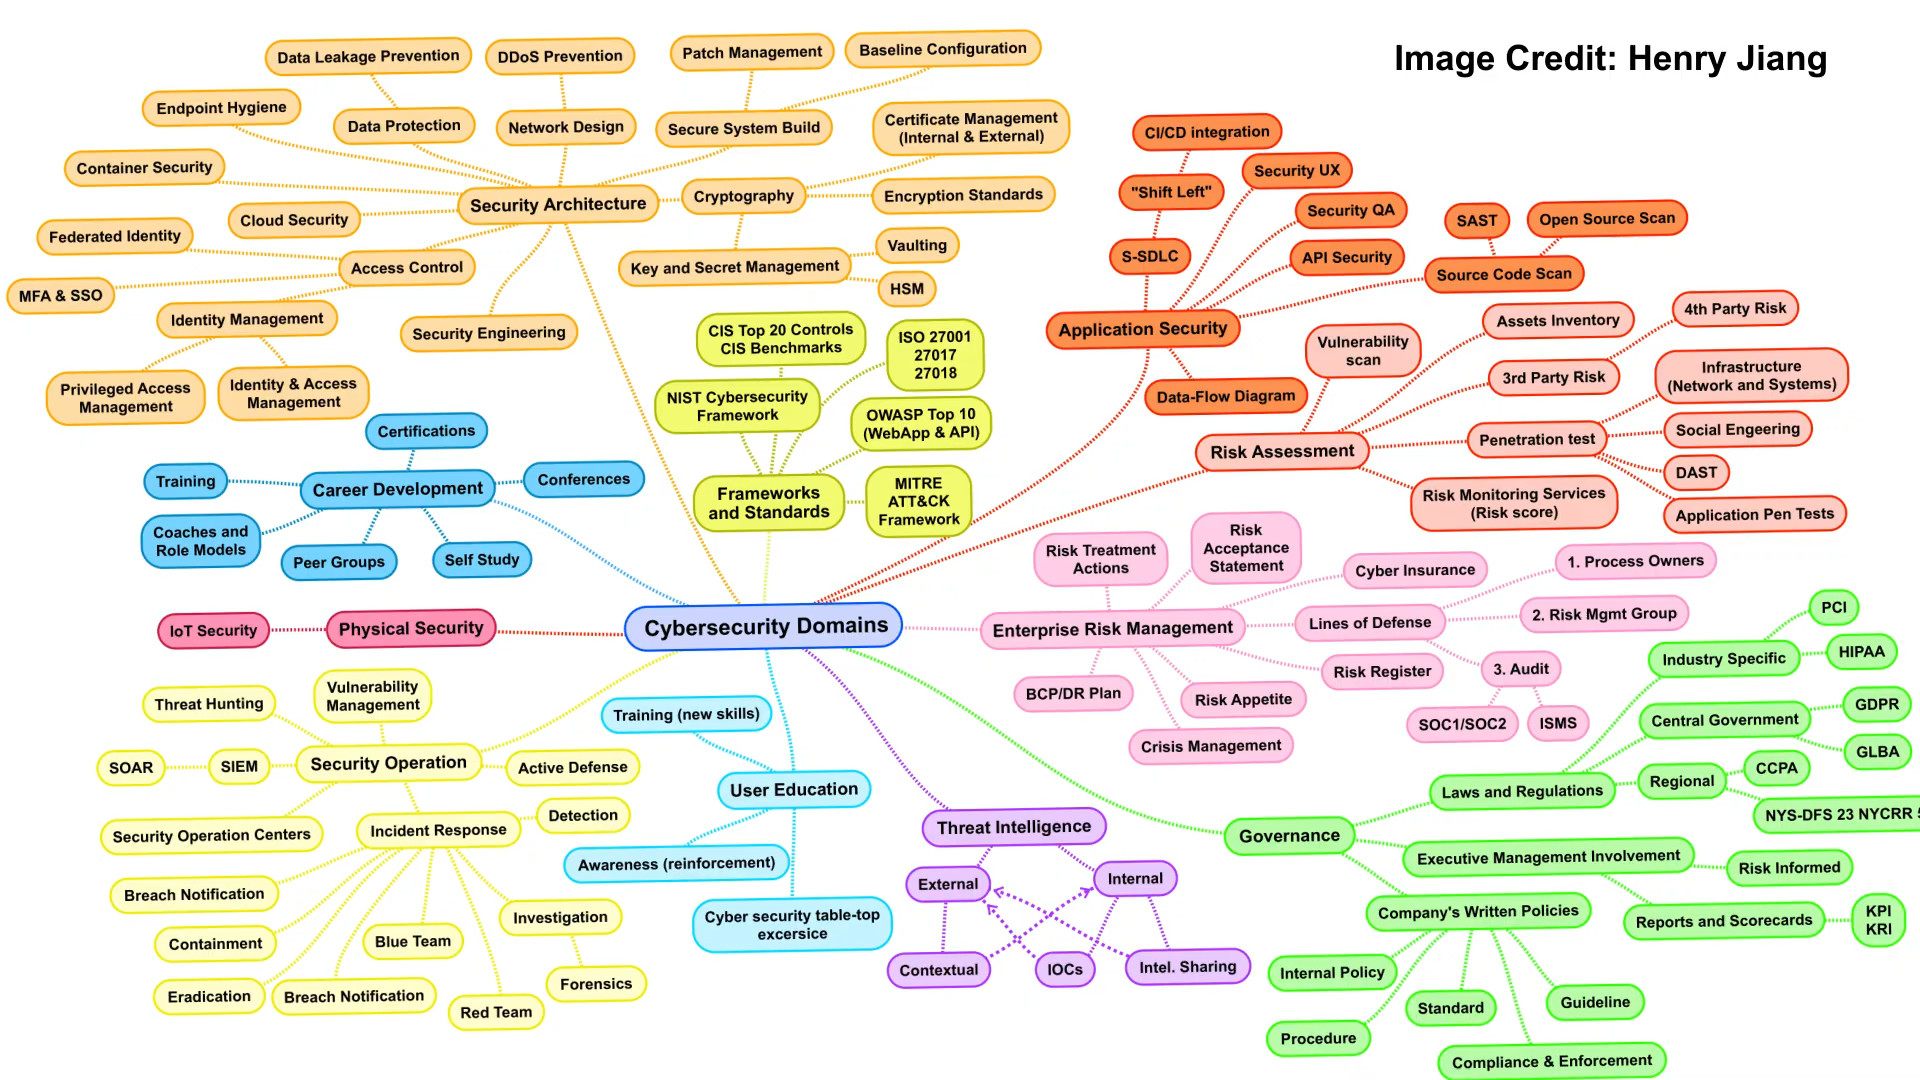 Image Credit: Henry Jiang
Data Leakage Prevention
DDoS Prevention
Patch Management
Baseline Configuration
Endpoint Hygiene
Data Protection
Network Design
Secure System Build
Certificate Management
(Internal & External)
Container Security
Security Architecture
Cryptography
Encryption Standards
Federated Identity
Cloud Security
Access Control
Key and Secret Management
Vaulting
HSM
MFA & SSO
Identity Management
Security Engineering
Privileged Access
Management
Identity & Access
Management
CI/CD integration
"Shift Left"
Security UX
Security QA
S-SDLC
API Security
SAST
Open Source Scan
Source Code Scan
Application Security
Data-Flow Diagram
CIS Top 20 Controls
CIS Benchmarks
ISO 27001
27017
27018
NIST Cybersecurity
Framework
OWASP Top 10
(WebApp & API)
Frameworks
and Standards
MITRE
ATT&CK
Framework
Vulnerability
scan
Assets Inventory
4th Party Risk
3rd Party Risk
Infrastructure
(Network and Systems)
Risk Assessment
Penetration test
Social Engeering
DAST
Risk Monitoring Services
(Risk score)
Application Pen Tests
Certifications
Training
Career Development
Conferences
Coaches and
Role Models
Peer Groups
Self Study
IoT Security
Physical Security
Cybersecurity Domains
Risk Treatment
Actions
Risk
Acceptance
Statement
Cyber Insurance
1. Process Owners
Enterprise Risk Management
Lines of Defense
2. Risk Mgmt Group
Risk Register
3. Audit
BCP/DR Plan
Risk Appetite
SOC1/SOC2
ISMS
Crisis Management
Threat Hunting
Vulnerability
Management
SOAR
SIEM
Security Operation
Active Defense
Security Operation Centers
Incident Response
Detection
Breach Notification
Containment
Blue Team
Investigation
Eradication
Breach Notification
Red Team
Forensics
Training (new skills)
User Education
Awareness (reinforcement)
Cyber security table-top
excersice
Threat Intelligence
External
Internal
Contextual
IOCs
Intel. Sharing
PCI
Industry Specific
HIPAA
Central Government
GDPR
GLBA
Laws and Regulations
Regional
CCPA
NYS-DFS 23 NYCRR
Governance
Executive Management Involvement
Risk Informed
Company's Written Policies
Reports and Scorecards
KPI
KRI
Internal Policy
Standard
Guideline
Procedure
Compliance & Enforcement